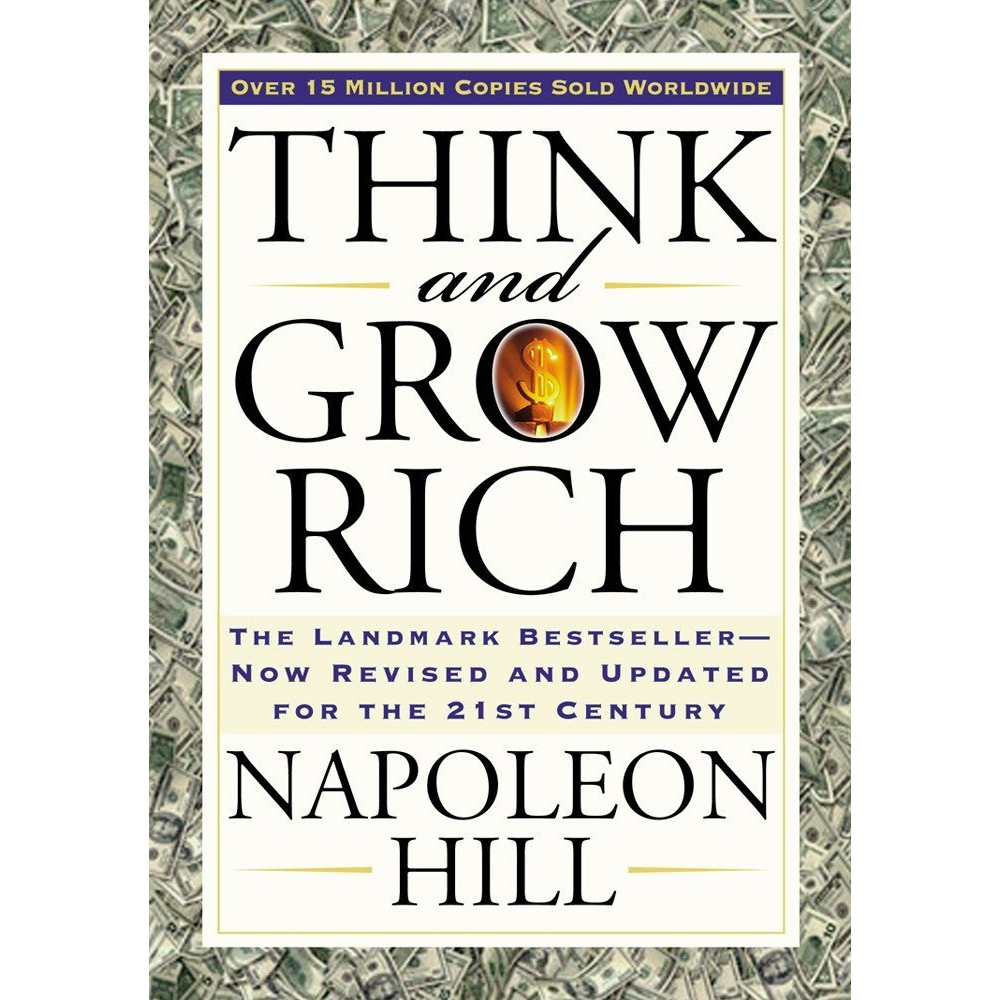 OVER 15 MILLION COPIES SOLD WORLDWIDE
THINK
and
GROW
RICH
THE LANDMARK BESTSELLER—
NOW REVISED AND UPDATED
FOR THE 21ST CENTURY
NAPOLEON
HILL